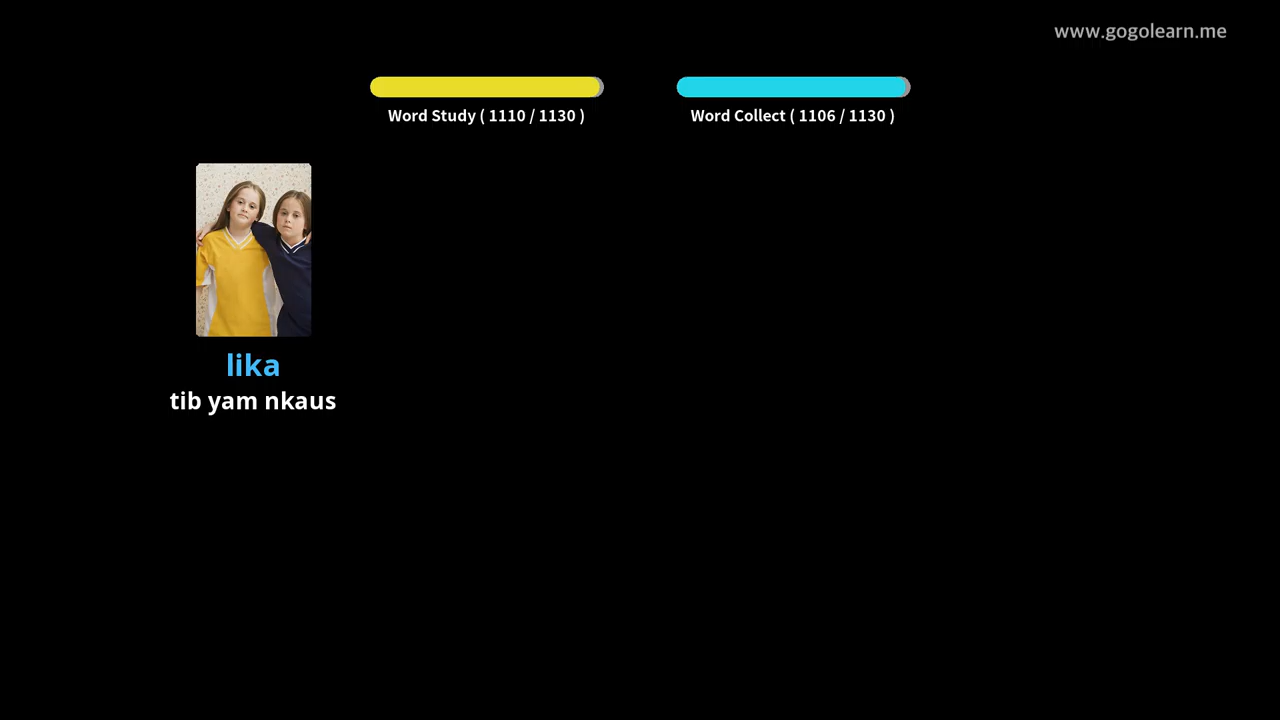 www.gogolearn.me
Word Study ( 1110 / 1130 )
Word Collect ( 1106 / 1130 )
lika
tib yam nkaus